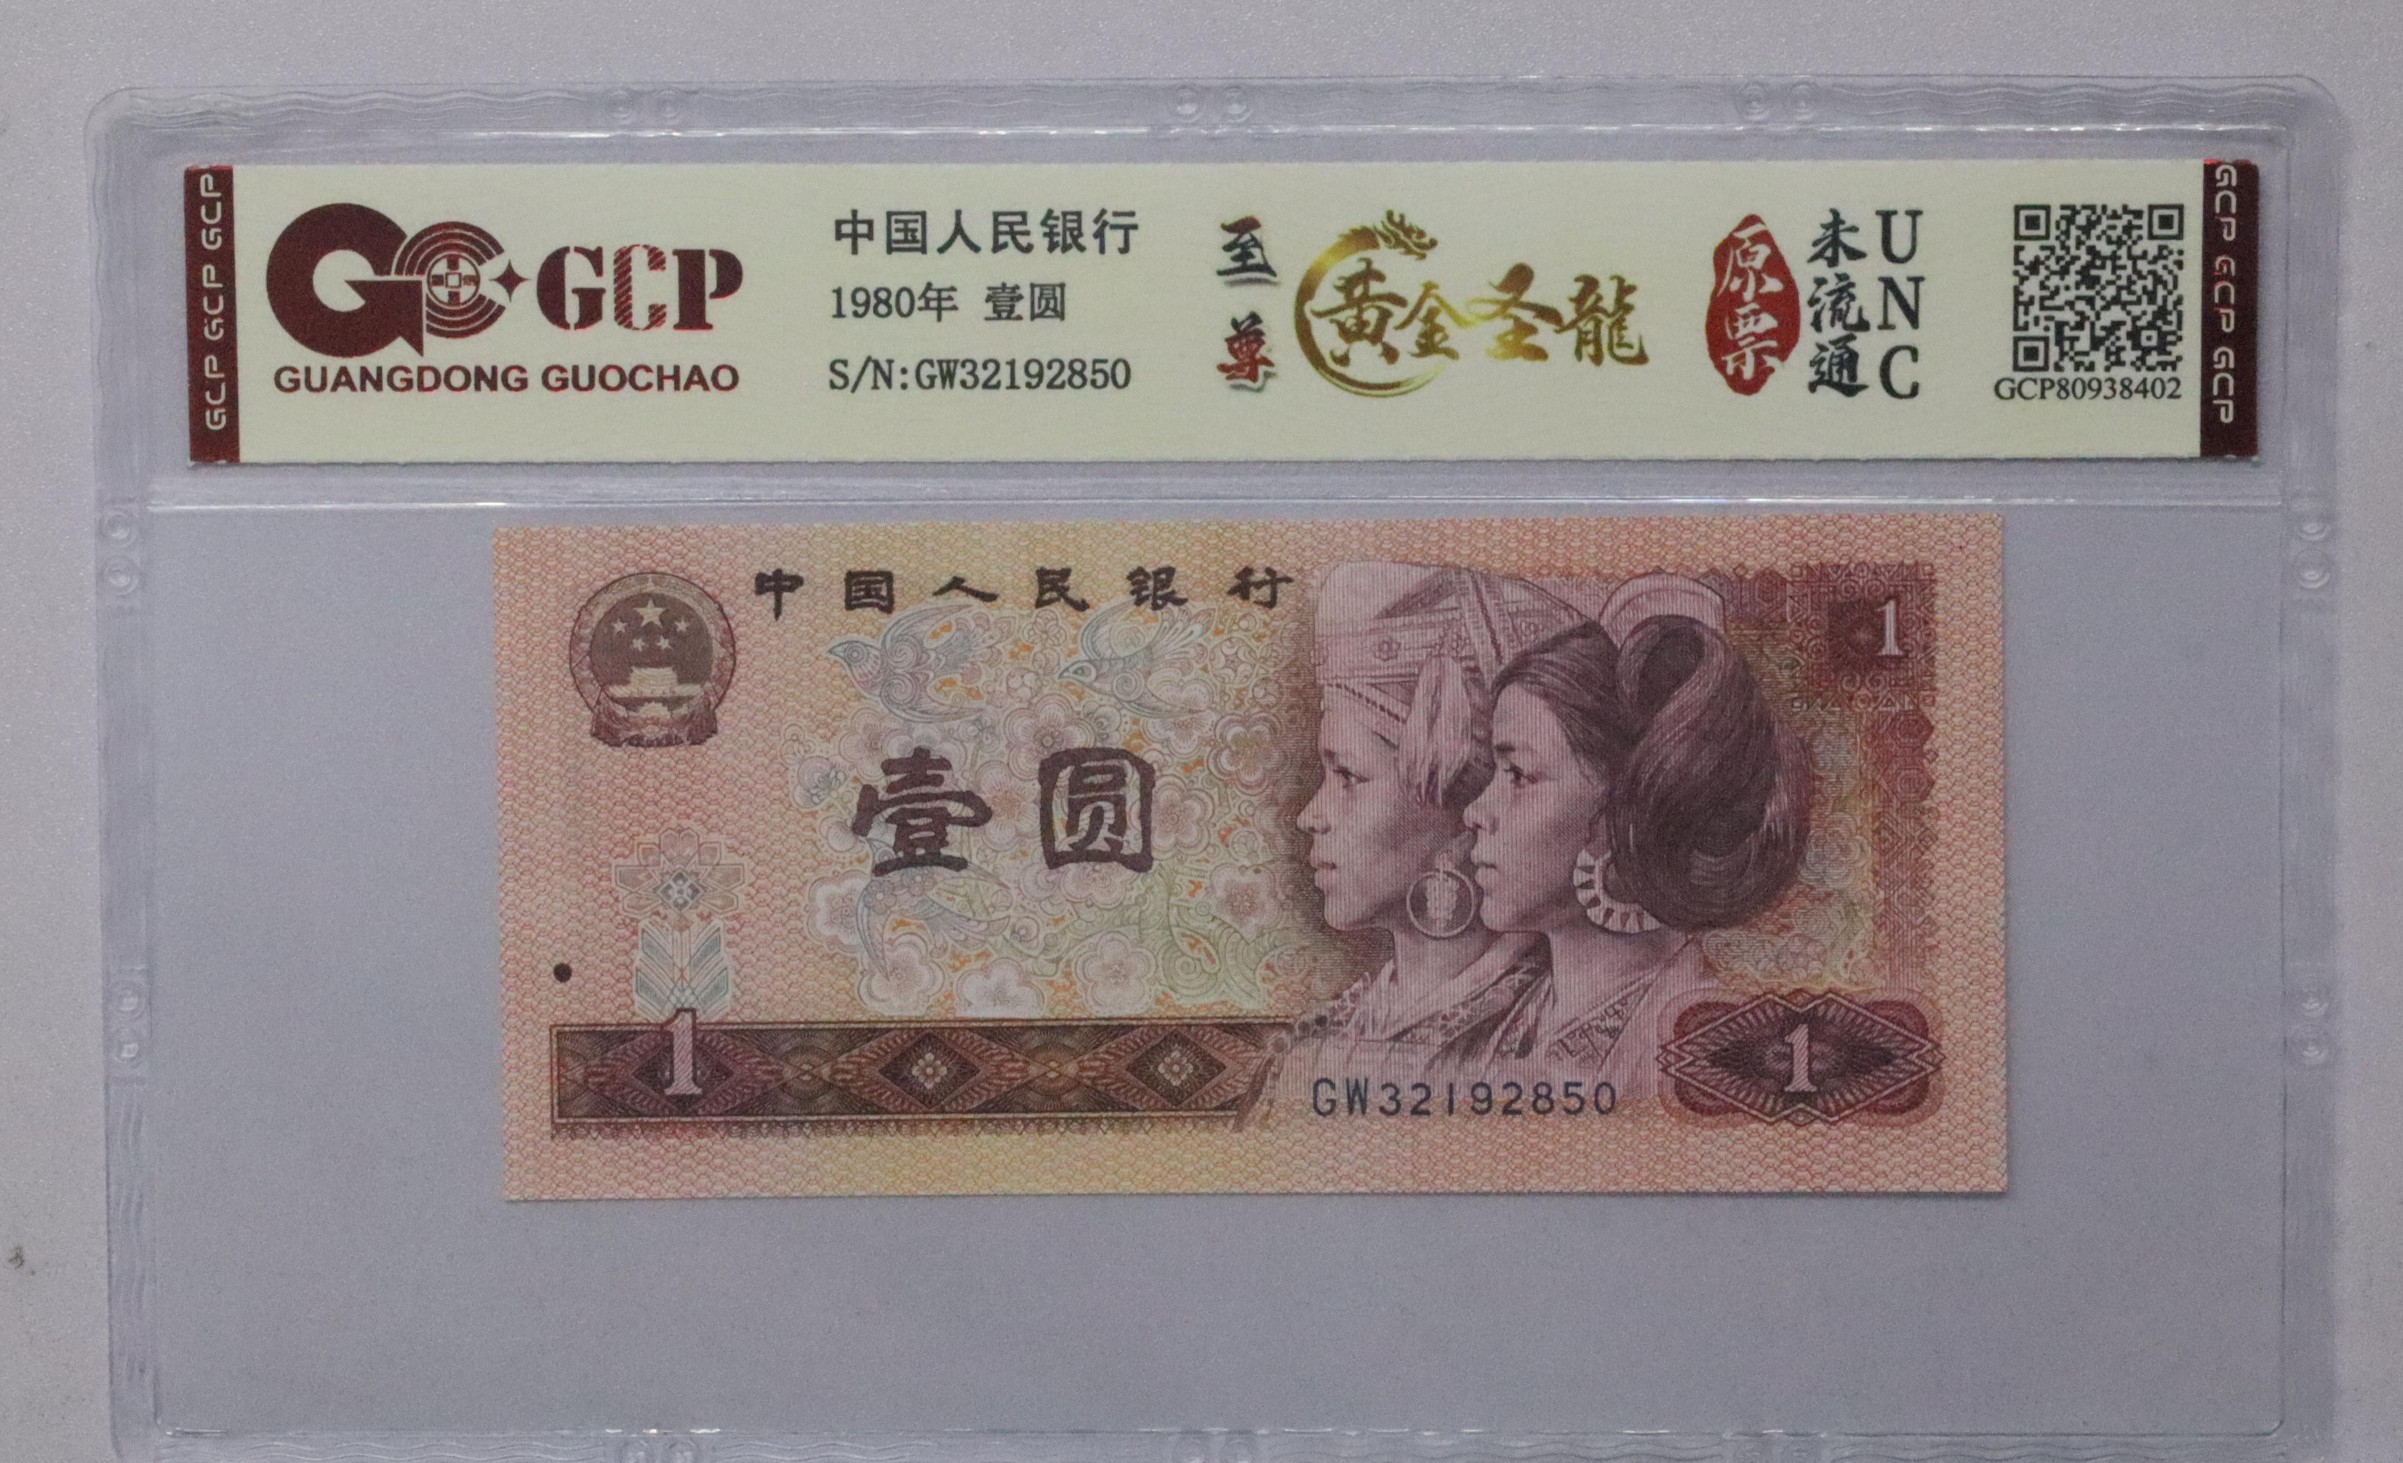 GCP GCP GCP
GCP
GUANGDONG GUOCHAO
中国人民银行
1980年 壹圆
S/N:GW32192850
至尊
黄金圣龍
原票
未流通
UNC
GCP80938402
GCP GCP GCP
中国人民银行
1
壹圆
1
1
GW32192850